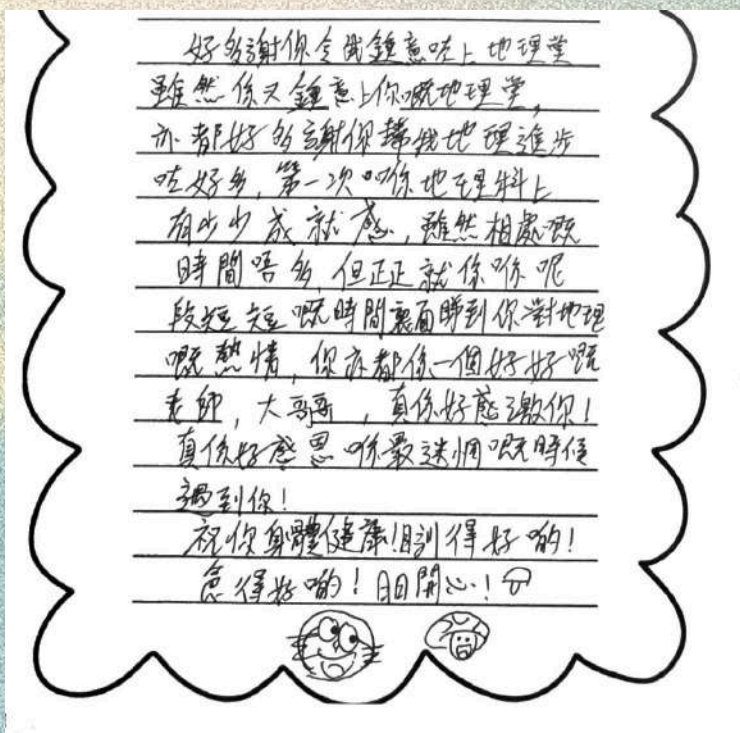 好多謝你令我鍾意咗上地理堂
雖然係又鍾意上你嘅地理堂,
亦都好多謝你幫我地理進步
咗好多, 第一次喺地理科上
有少少成就感, 雖然相處嘅
時間唔多, 但正正就係喺呢
段短短嘅時間裏面睇到你對地理
嘅熱情, 你亦都係一個好好嘅
老師, 大哥哥, 真係好感激你!
真係好感恩喺最迷惘嘅時候
遇到你!
祝你身體健康! 瞓得好啲!
食得好啲! 日日開心!